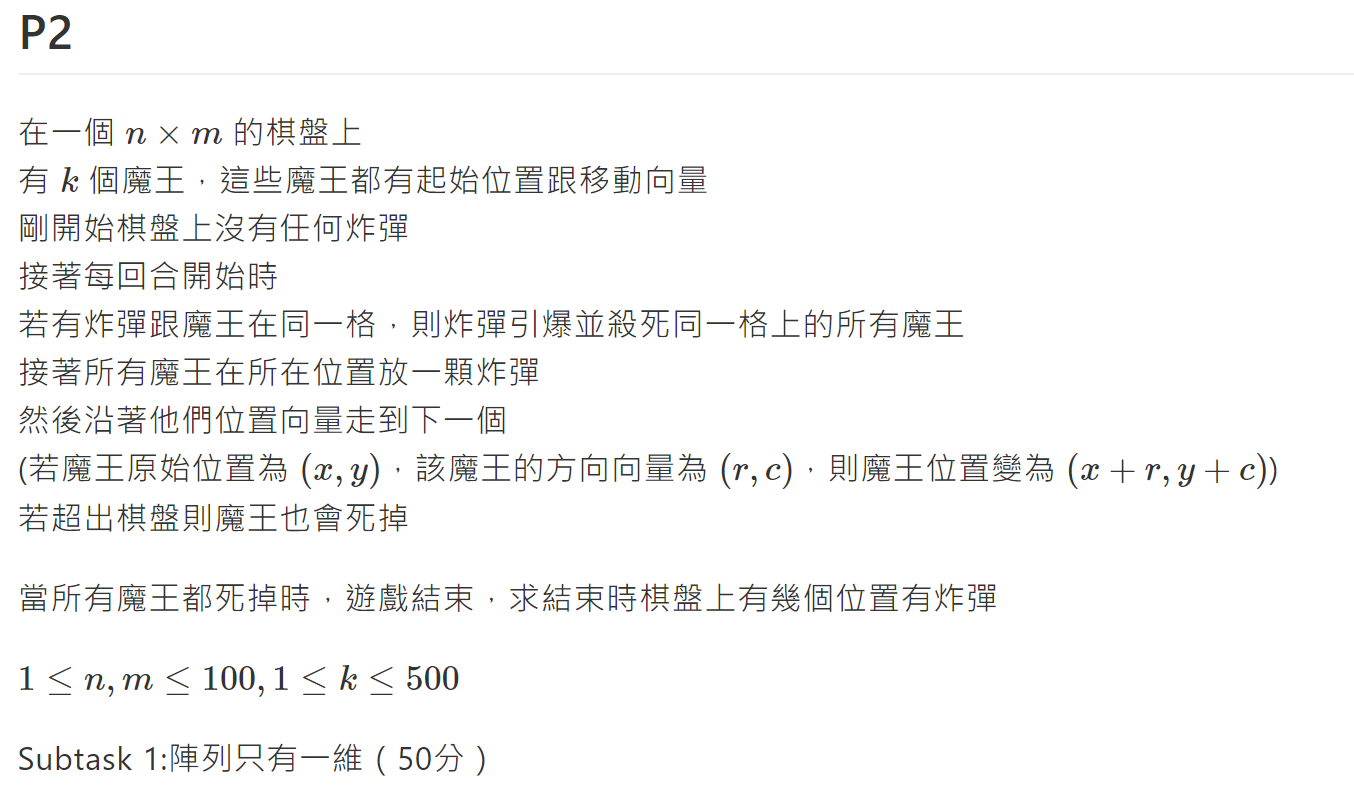 P2
在一個 n × m 的棋盤上
有 k 個魔王，這些魔王都有起始位置跟移動向量
剛開始棋盤上沒有任何炸彈
接著每回合開始時
若有炸彈跟魔王在同一格，則炸彈引爆並殺死同一格上的所有魔王
接著所有魔王在所在位置放一顆炸彈
然後沿著他們位置向量走到下一個
(若魔王原始位置為 (x, y)，該魔王的方向向量為 (r, c)，則魔王位置變為 (x + r, y + c))
若超出棋盤則魔王也會死掉
當所有魔王都死掉時，遊戲結束，求結束時棋盤上有幾個位置有炸彈
1 ≤ n, m ≤ 100, 1 ≤ k ≤ 500
Subtask 1:陣列只有一維（50分）